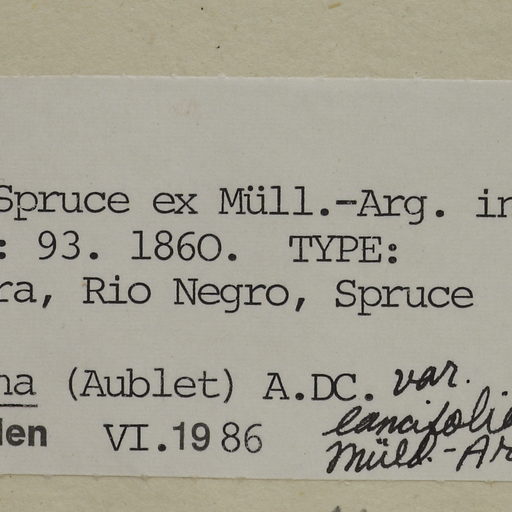 Spruce ex Müll.-Arg. in
: 93. 1860. TYPE:
ra, Rio Negro, Spruce
na (Aublet) A.DC. var.
lancifolia
den VI.1986 Müll.-Ar